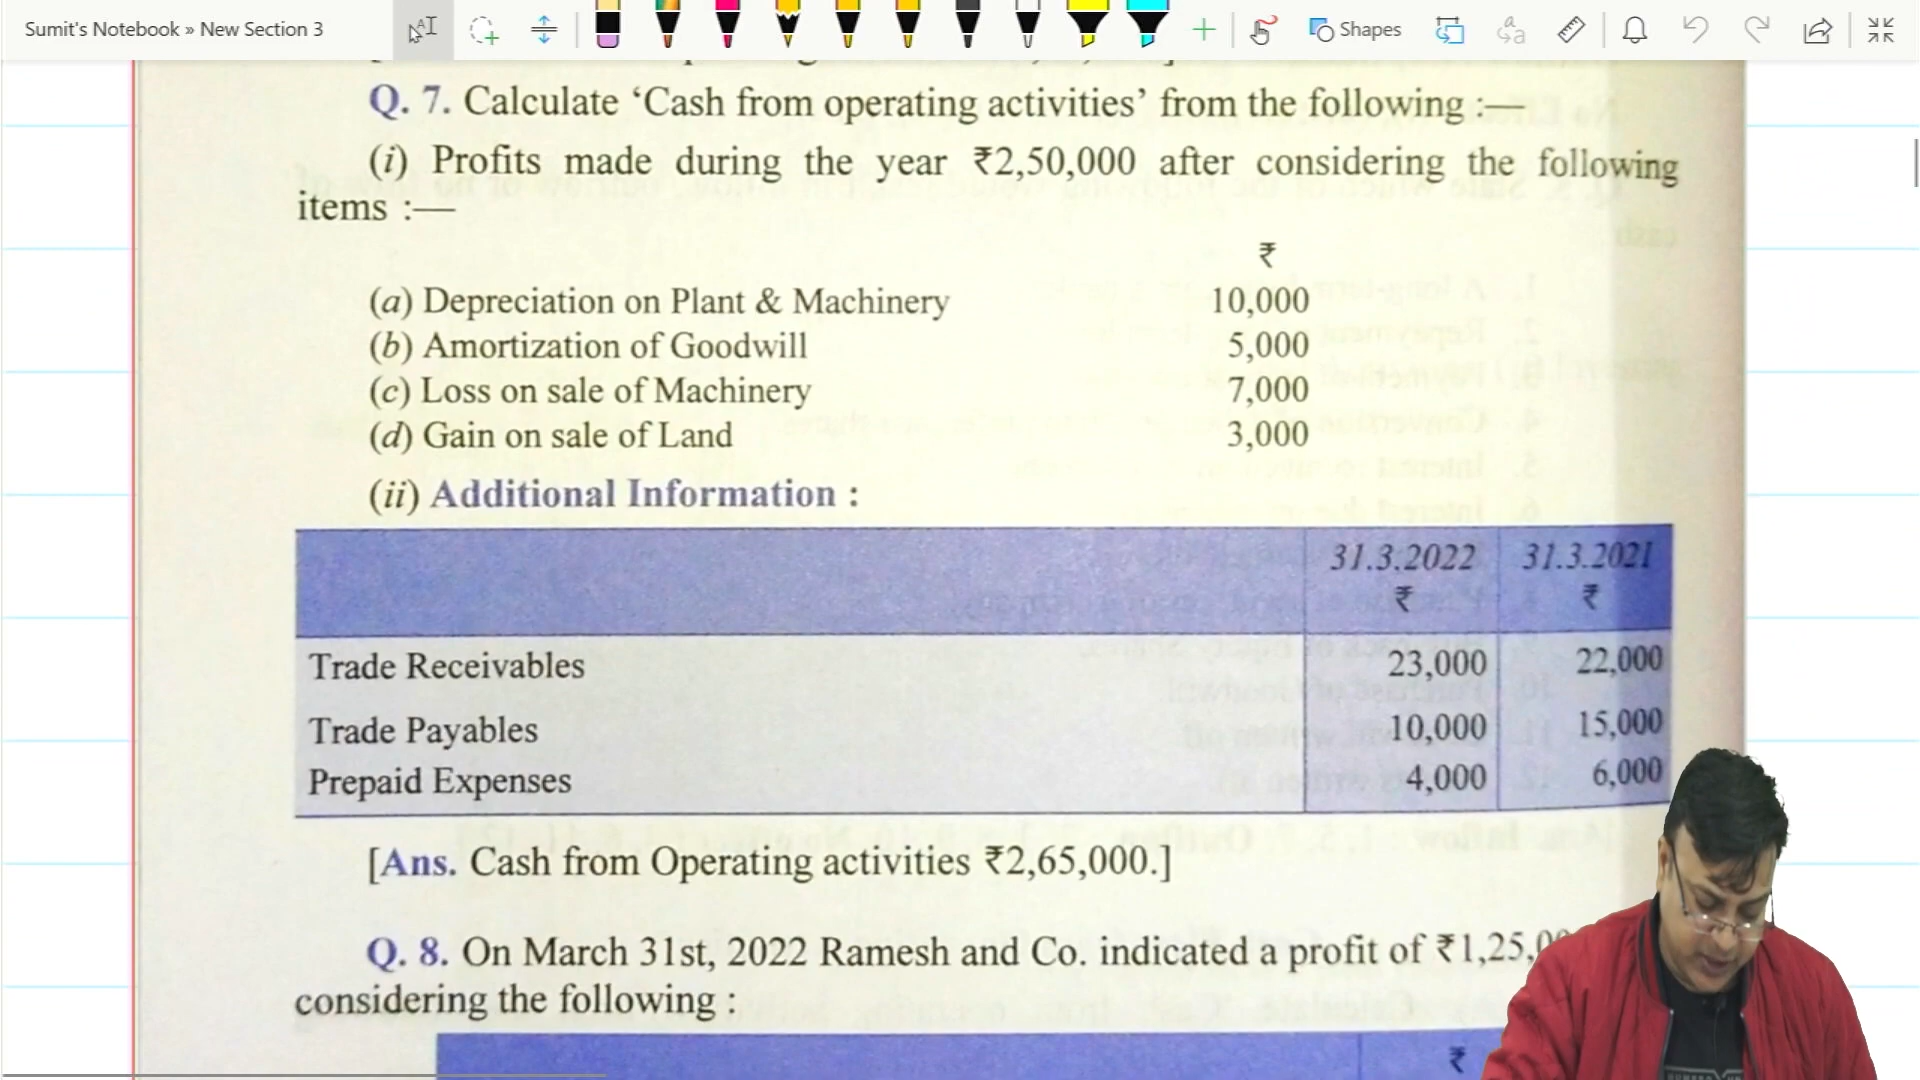 Sumit's Notebook » New Section 3
Shapes
Q. 7. Calculate ‘Cash from operating activities’ from the following :—
(i) Profits made during the year ₹2,50,000 after considering the following
items :—
₹
(a) Depreciation on Plant & Machinery 10,000
(b) Amortization of Goodwill 5,000
(c) Loss on sale of Machinery 7,000
(d) Gain on sale of Land 3,000
(ii) Additional Information :
31.3.2022 31.3.2021
₹ ₹
Trade Receivables 23,000 22,000
Trade Payables 10,000 15,000
Prepaid Expenses 4,000 6,000
[Ans. Cash from Operating activities ₹2,65,000.]
Q. 8. On March 31st, 2022 Ramesh and Co. indicated a profit of ₹1,25,
considering the following :
₹